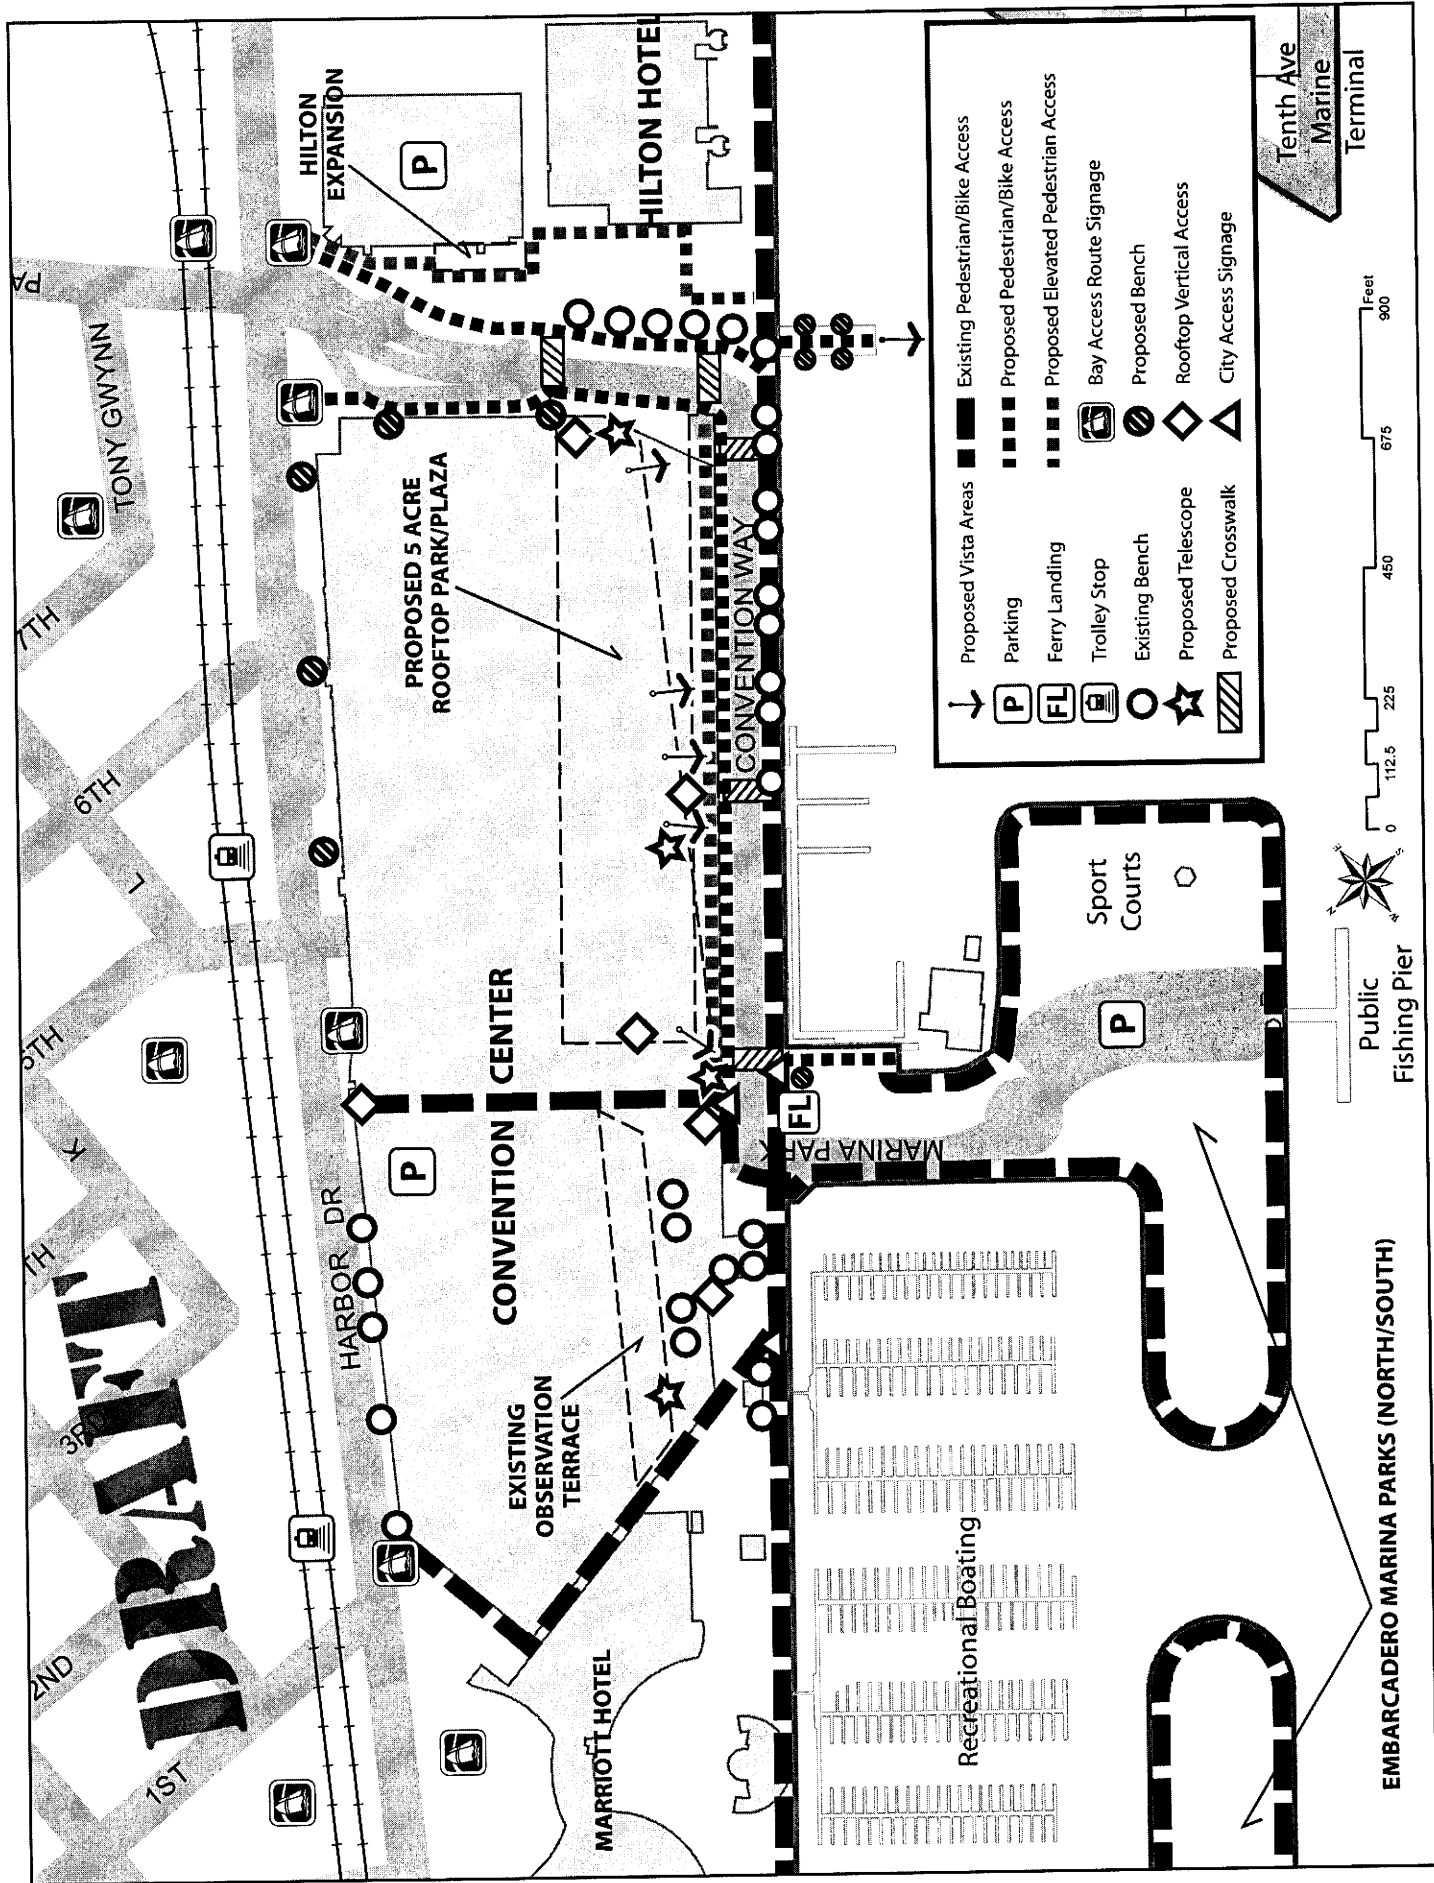 DRAFT
1ST
2ND
3RD
TH
K
5TH
L
6TH
7TH
TONY GWYNN
PA
HARBOR DR
P
CONVENTION CENTER
EXISTING
OBSERVATION
TERRACE
MARRIOTT HOTEL
PROPOSED 5 ACRE
ROOFTOP PARK/PLAZA
HILTON
EXPANSION
P
HILTON HOTEL
CONVENTION WAY
MARINA PARK
FL
P
Sport
Courts
Recreational Boating
Public
Fishing Pier
EMBARCADERO MARINA PARKS (NORTH/SOUTH)
Tenth Ave
Marine
Terminal
Proposed Vista Areas
P Parking
FL Ferry Landing
Trolley Stop
Existing Bench
Proposed Telescope
Proposed Crosswalk
Existing Pedestrian/Bike Access
Proposed Pedestrian/Bike Access
Proposed Elevated Pedestrian Access
Bay Access Route Signage
Proposed Bench
Rooftop Vertical Access
City Access Signage
N
E
S
W
Feet
0 112.5 225 450 675 900